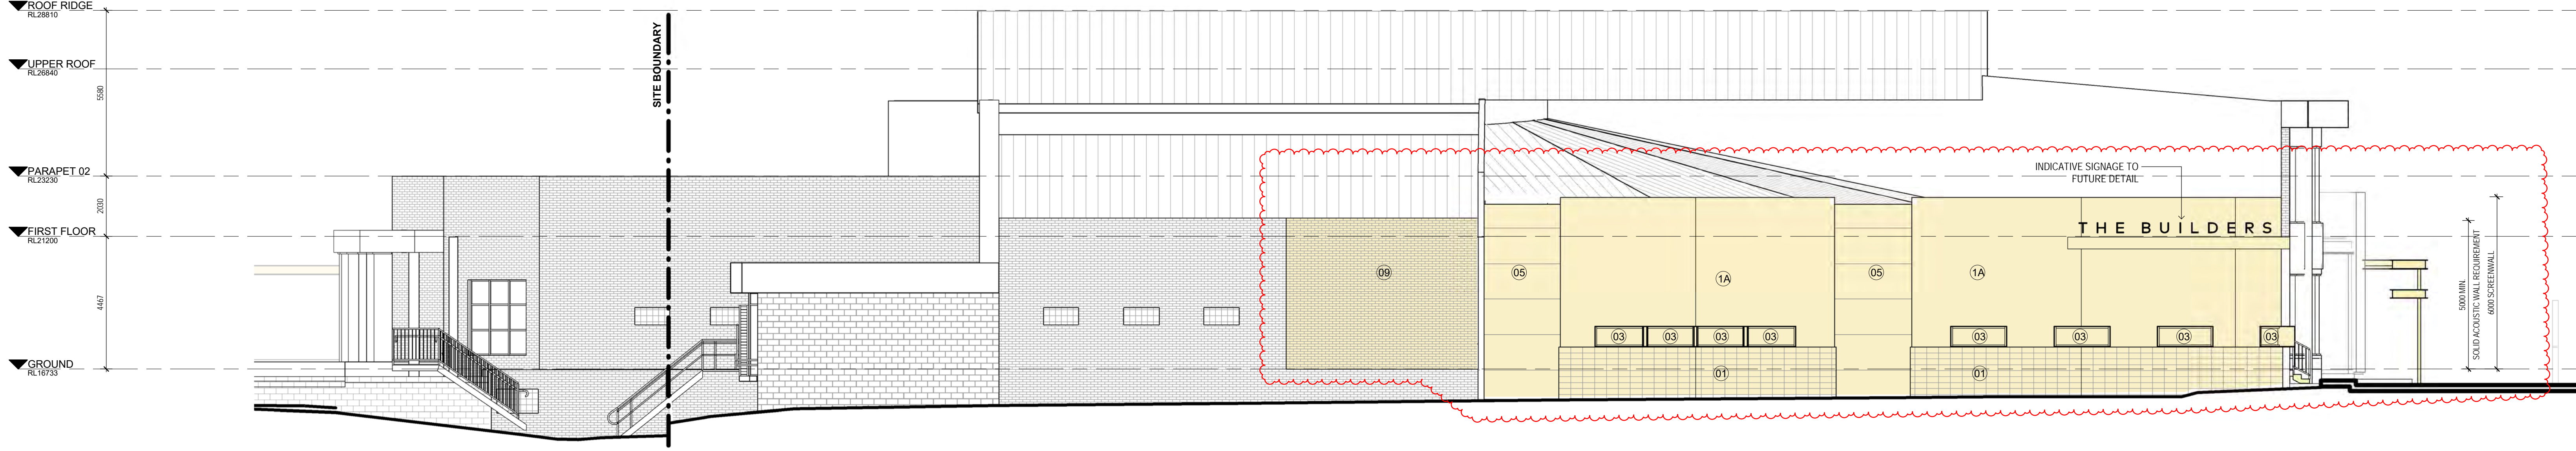 ROOF RIDGE
RL28810
UPPER ROOF
RL26840
5580
PARAPET 02
RL23230
2030
FIRST FLOOR
RL21200
4467
GROUND
RL16733
SITE BOUNDARY
INDICATIVE SIGNAGE TO
FUTURE DETAIL
THE BUILDERS
09
05
1A
05
1A
03
03
03
03
03
03
03
03
01
01
5000 MIN.
SOLID ACOUSTIC WALL REQUIREMENT
6000 SCREENWALL